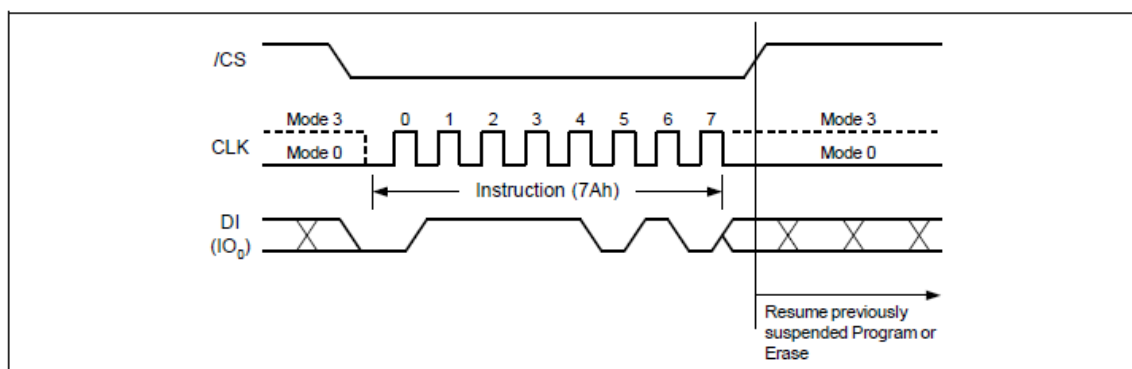 /CS
Mode 3 0 1 2 3 4 5 6 7 Mode 3
CLK
Mode 0 Mode 0
Instruction (7Ah)
DI
(IO0)
Resume previously
suspended Program or
Erase